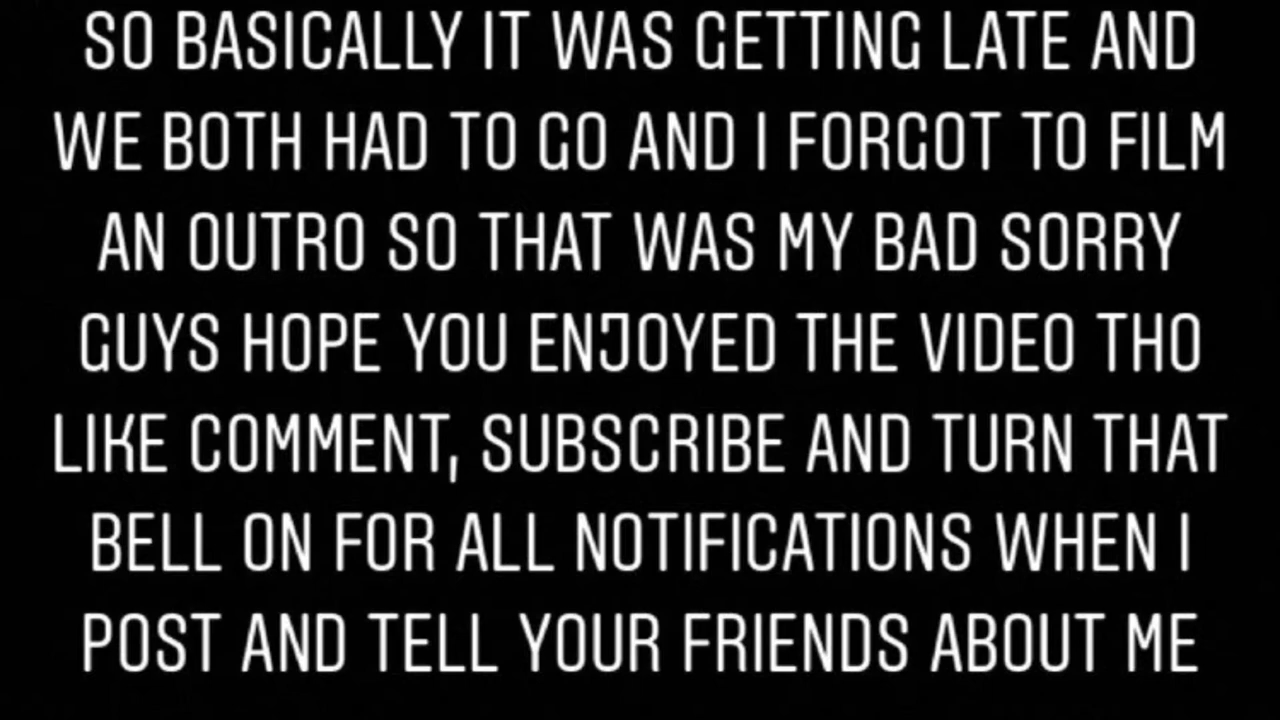 SO BASICALLY IT WAS GETTING LATE AND
WE BOTH HAD TO GO AND I FORGOT TO FILM
AN OUTRO SO THAT WAS MY BAD SORRY
GUYS HOPE YOU ENJOYED THE VIDEO THO
LIKE COMMENT, SUBSCRIBE AND TURN THAT
BELL ON FOR ALL NOTIFICATIONS WHEN I
POST AND TELL YOUR FRIENDS ABOUT ME